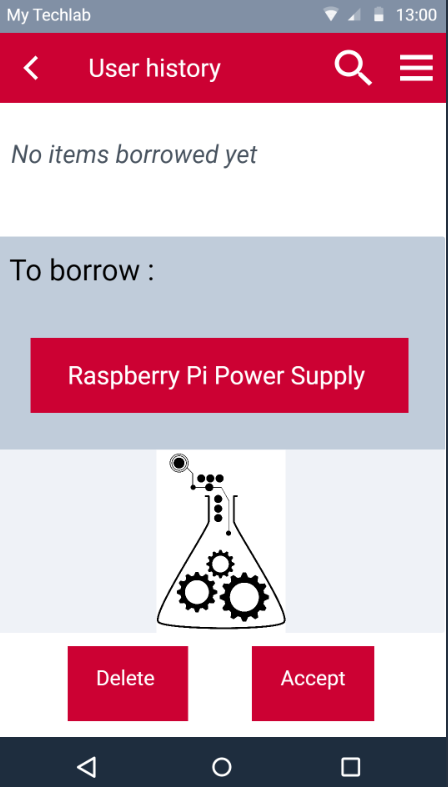 My Techlab
13:00
User history
No items borrowed yet
To borrow :
Raspberry Pi Power Supply
Delete
Accept